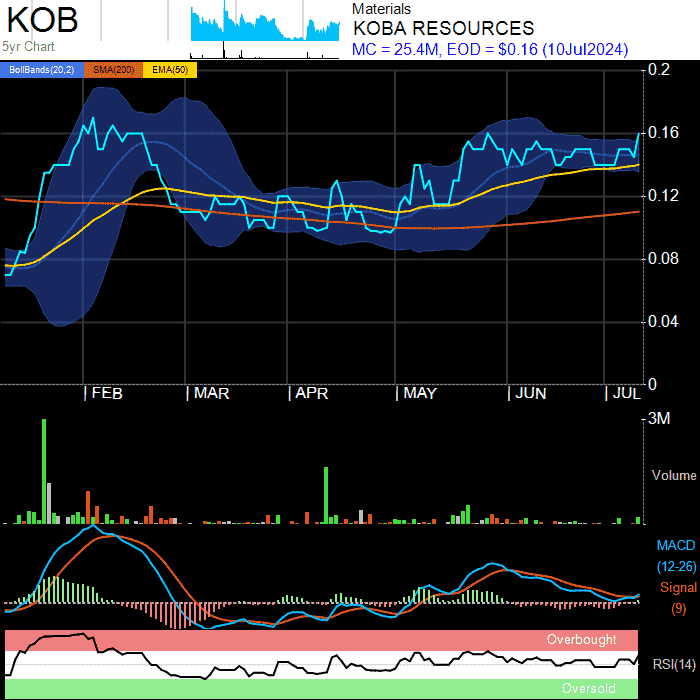 KOB
5yr Chart
Materials
KOBA RESOURCES
MC = 25.4M, EOD = $0.16 (10Jul2024)
BollBands(20,2) SMA(200) EMA(50)
0.2
0.16
0.12
0.08
0.04
0
FEB MAR APR MAY JUN JUL
3M
Volume
MACD
(12-26)
Signal
(9)
Overbought
RSI(14)
Oversold